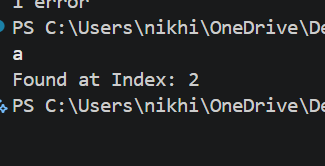 1 error
PS C:\Users\nikhi\OneDrive\De
a
Found at Index: 2
PS C:\Users\nikhi\OneDrive\De